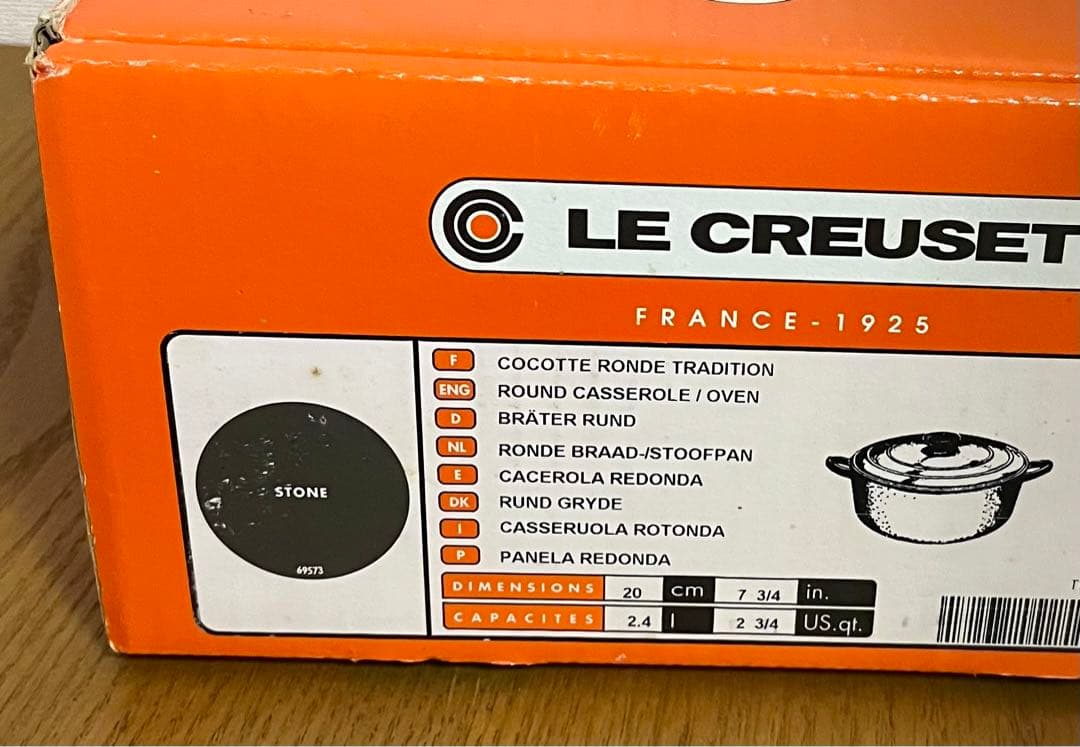 LE CREUSET
FRANCE-1925
F COCOTTE RONDE TRADITION
ENG ROUND CASSEROLE / OVEN
D BRÄTER RUND
NL RONDE BRAAD-/STOOFPAN
E CACEROLA REDONDA
DK RUND GRYDE
I CASSERUOLA ROTONDA
P PANELA REDONDA
STONE
69573
DIMENSIONS 20 cm 7 3/4 in.
CAPACITES 2.4 l 2 3/4 US.qt.